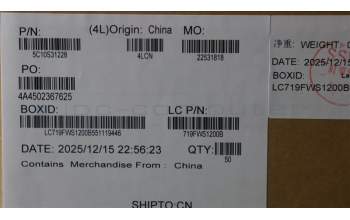 P/N: (4L)Origin: China MO:
5C10S31228 4LCN 22531818
PO:
4A4502367625
BOXID: LC P/N:
LC719FWS1200B551119446 719FWS1200B
DATE: 2025/12/15 22:56:23 QTY:
50
Contains Merchandise From: China
SHIPTO:CN
净重: WEIGHT:
DATE: 2025/12/15
BOXID:
LC719FWS1200B